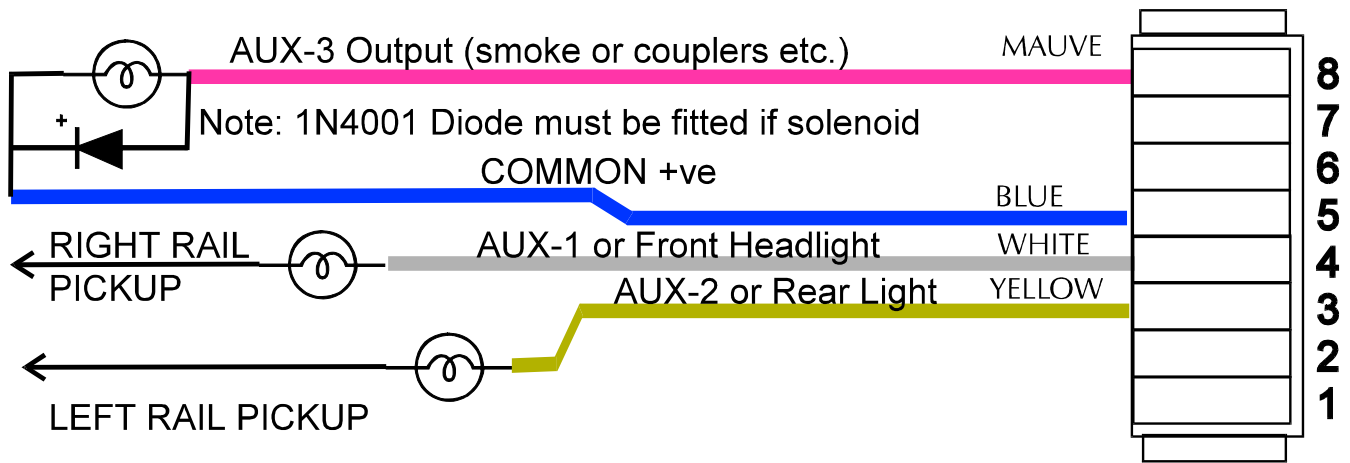 AUX-3 Output (smoke or couplers etc.)
MAUVE
8
+
Note: 1N4001 Diode must be fitted if solenoid
7
COMMON +ve
6
BLUE
5
RIGHT RAIL
PICKUP
AUX-1 or Front Headlight
WHITE
4
AUX-2 or Rear Light
YELLOW
3
2
LEFT RAIL PICKUP
1